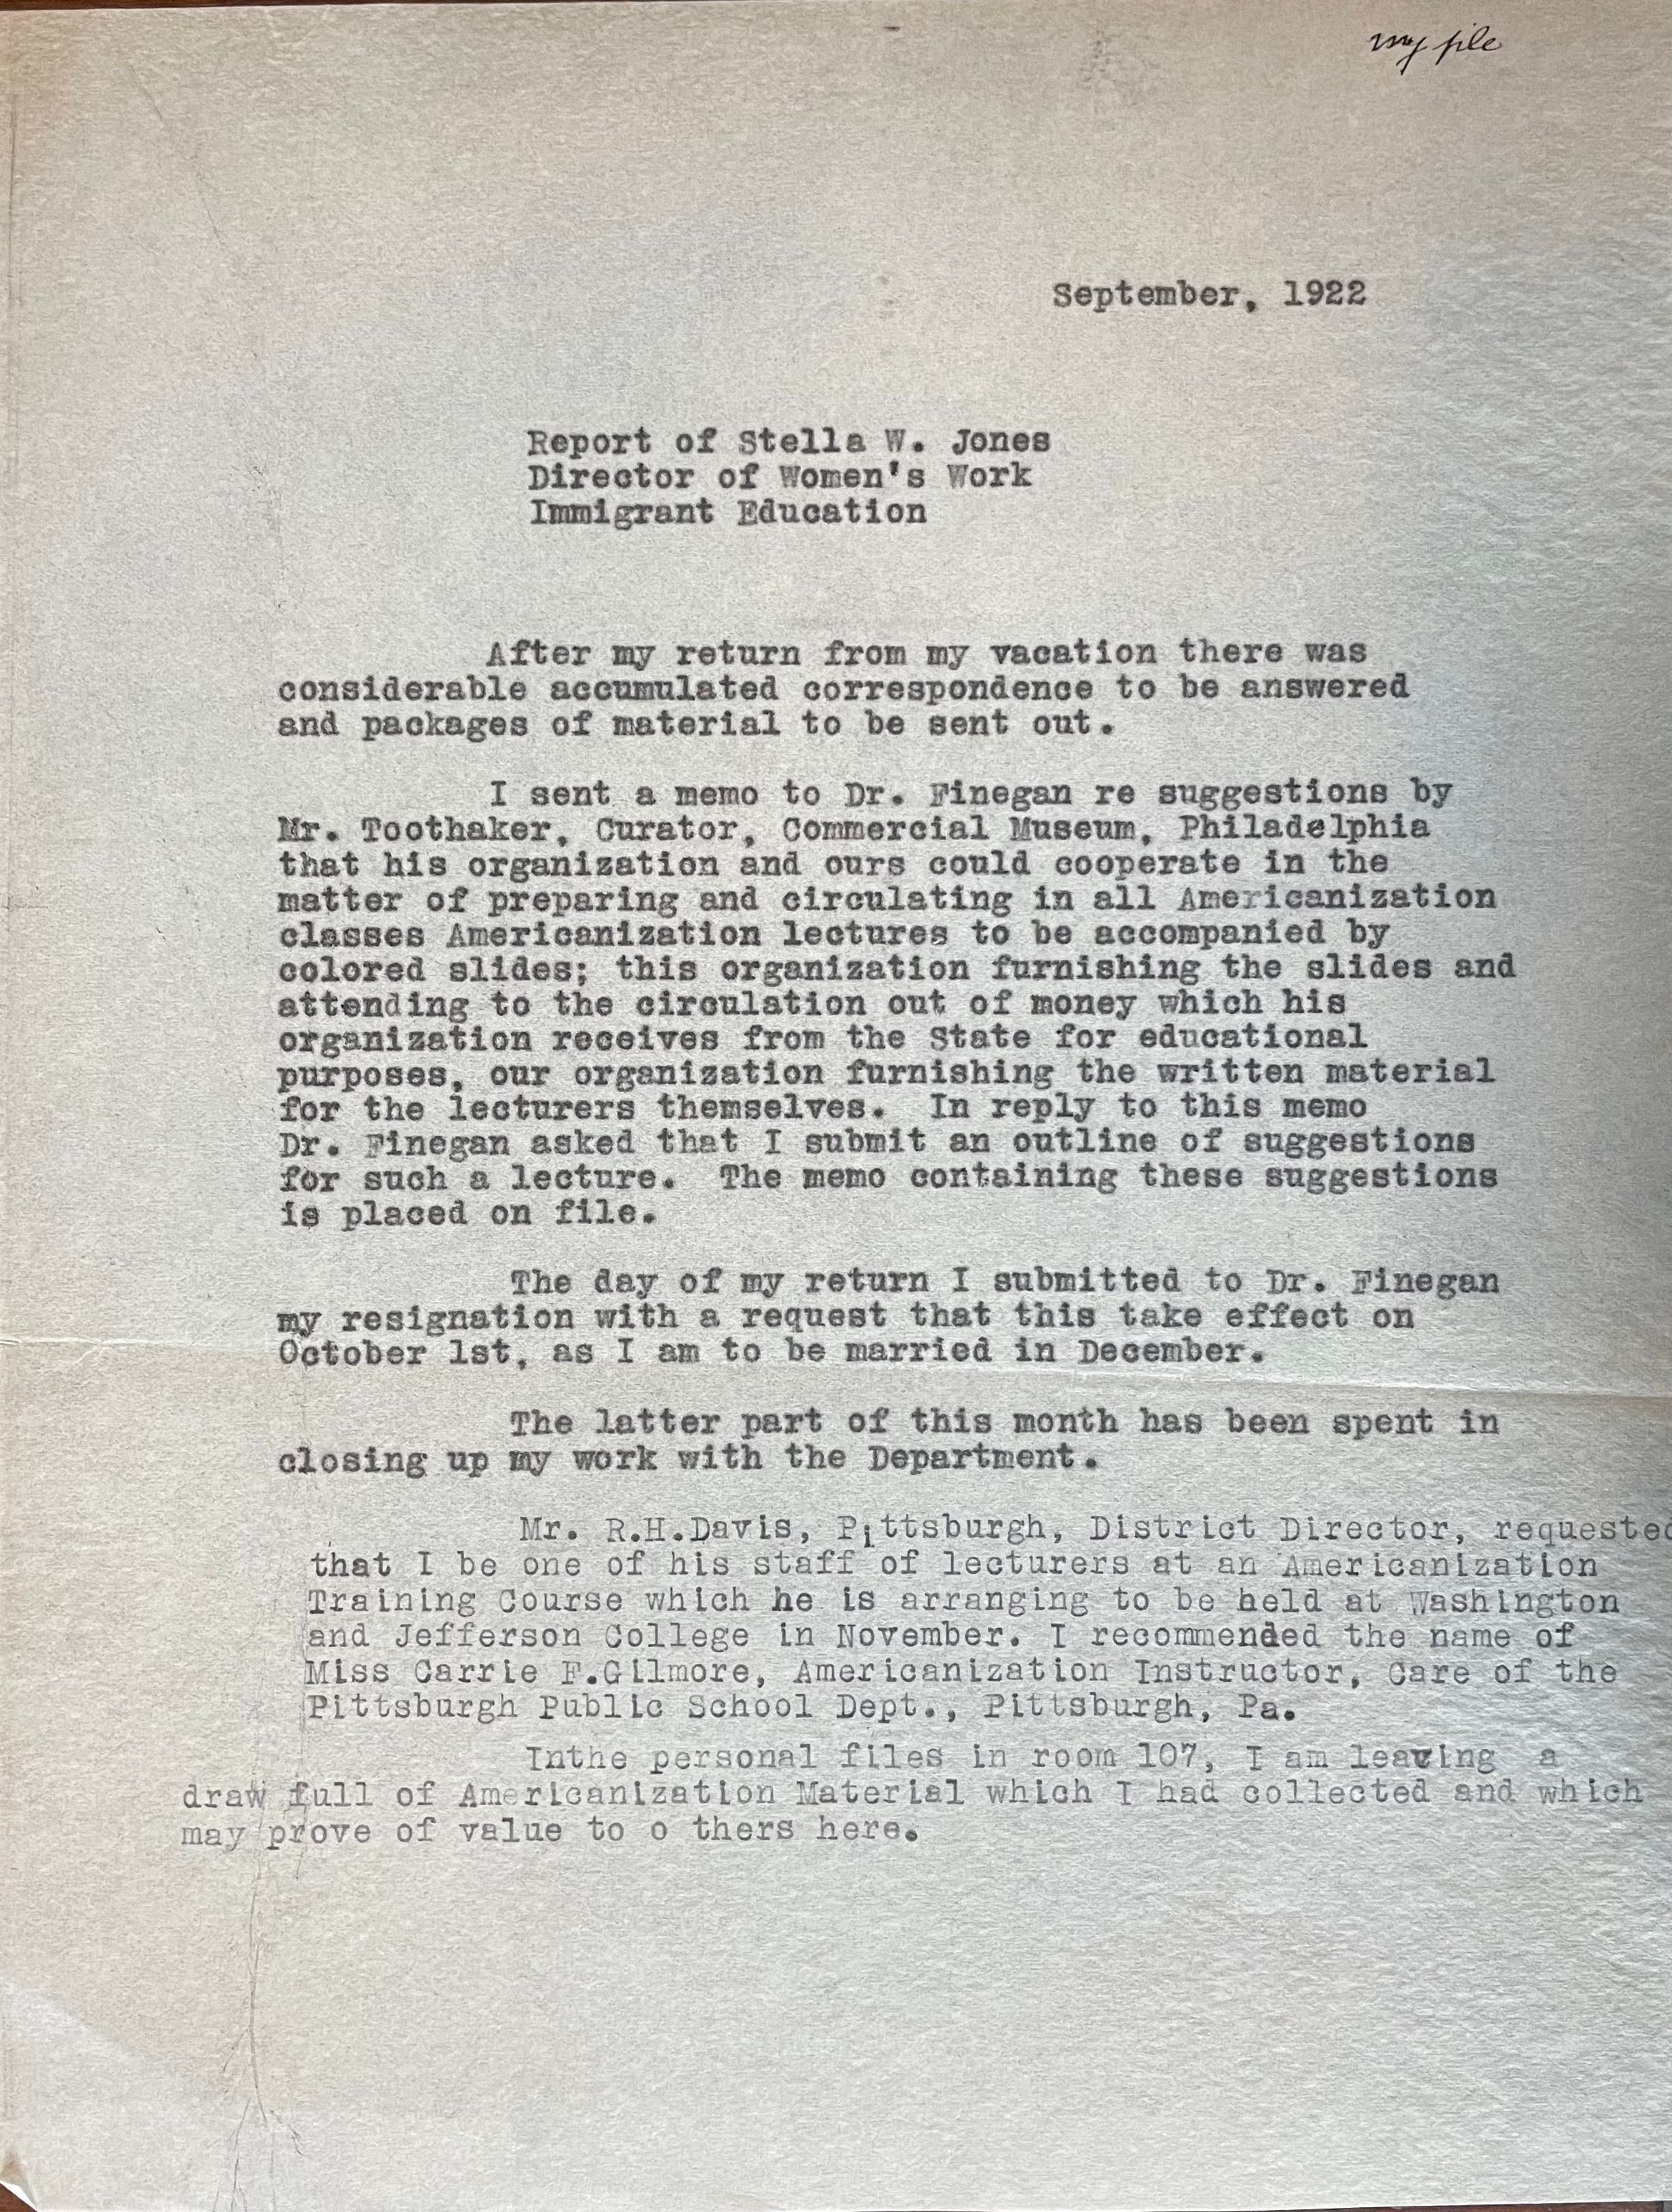 my file
September, 1922
Report of Stella W. Jones
Director of Women's Work
Immigrant Education
After my return from my vacation there was
considerable accumulated correspondence to be answered
and packages of material to be sent out.
I sent a memo to Dr. Finegan re suggestions by
Mr. Toothaker, Curator, Commercial Museum, Philadelphia
that his organization and ours could cooperate in the
matter of preparing and circulating in all Americanization
classes Americanization lectures to be accompanied by
colored slides; this organization furnishing the slides and
attending to the circulation out of money which his
organization receives from the State for educational
purposes, our organization furnishing the written material
for the lecturers themselves.  In reply to this memo
Dr. Finegan asked that I submit an outline of suggestions
for such a lecture.  The memo containing these suggestions
is placed on file.
The day of my return I submitted to Dr. Finegan
my resignation with a request that this take effect on
October 1st, as I am to be married in December.
The latter part of this month has been spent in
closing up my work with the Department.
Mr. R.H.Davis, Pittsburgh, District Director, requested
that I be one of his staff of lecturers at an Americanization
Training Course which he is arranging to be held at Washington
and Jefferson College in November. I recommended the name of
Miss Carrie F.Gilmore, Americanization Instructor, Care of the
Pittsburgh Public School Dept., Pittsburgh, Pa.
Inthe personal files in room 107, I am leaving a
draw full of Americanization Material which I had collected and which
may prove of value to o thers here.